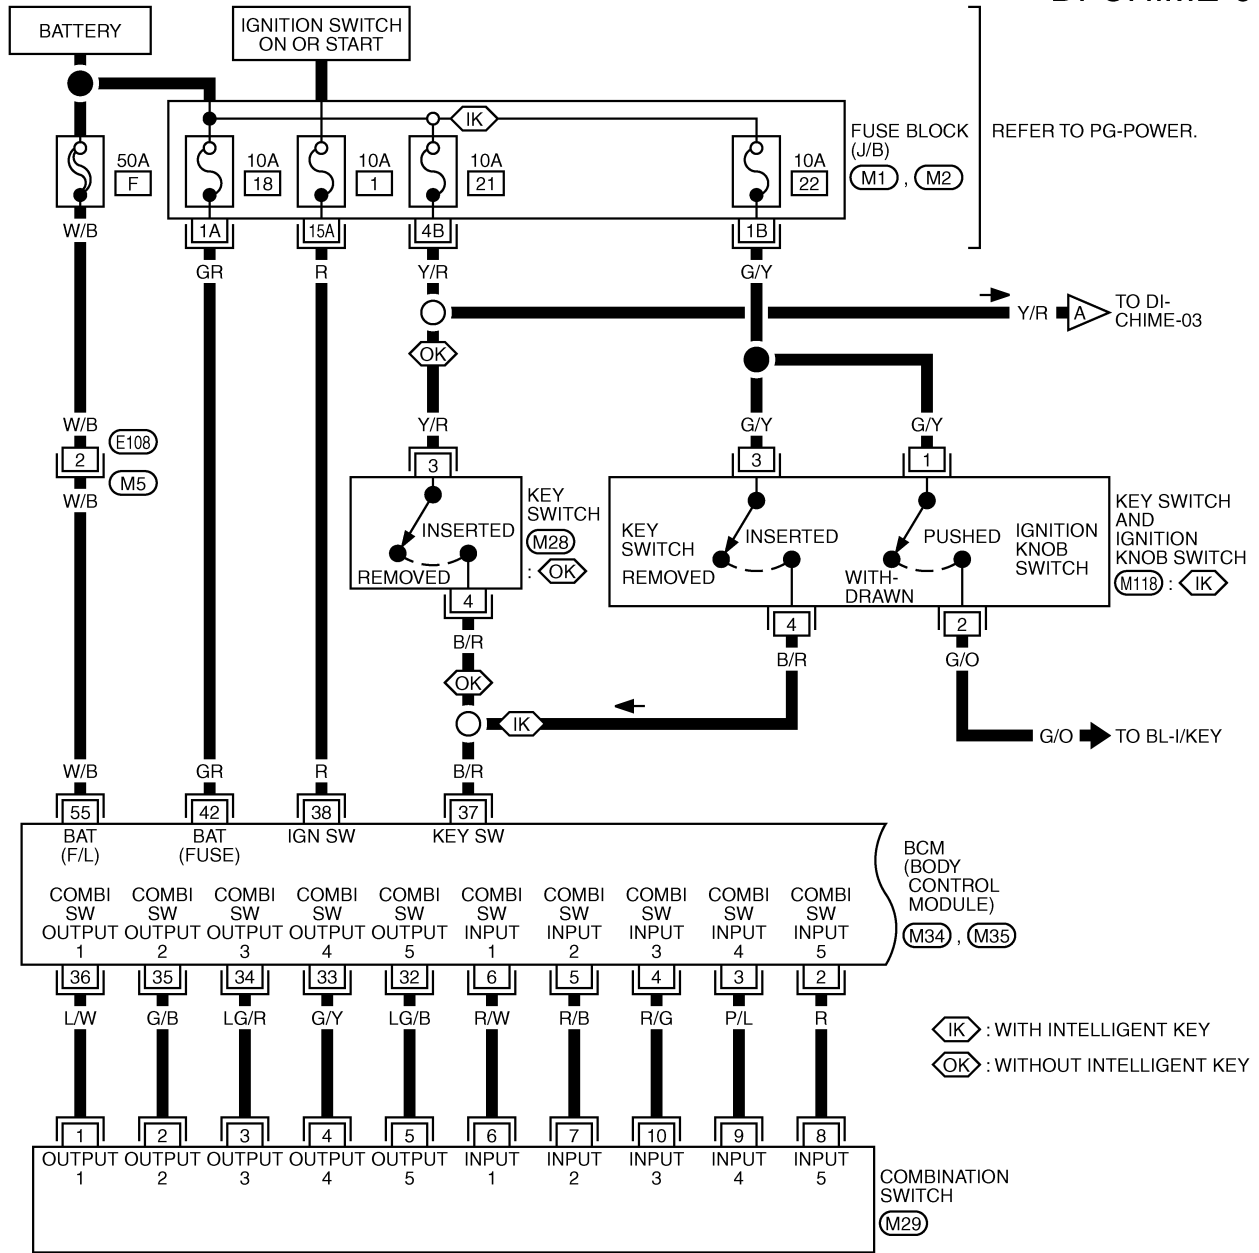 BATTERY
IGNITION SWITCH
ON OR START
IK
50A
F
10A
18
10A
1
10A
21
10A
22
FUSE BLOCK
(J/B)
M1 , M2
REFER TO PG-POWER.
W/B
1A
15A
4B
1B
GR
R
Y/R
G/Y
Y/R
A
TO DI-
CHIME-03
OK
W/B
E108
2
M5
W/B
Y/R
G/Y
G/Y
3
3
1
INSERTED
REMOVED
KEY
SWITCH
M28
: OK
KEY
SWITCH
INSERTED
REMOVED
PUSHED
WITH-
DRAWN
IGNITION
KNOB
SWITCH
KEY SWITCH
AND
IGNITION
KNOB SWITCH
M118 : IK
4
4
2
B/R
B/R
G/O
OK
IK
G/O
TO BL-I/KEY
W/B
GR
R
B/R
55
42
38
37
BAT
(F/L)
BAT
(FUSE)
IGN SW
KEY SW
BCM
(BODY
CONTROL
MODULE)
M34 , M35
COMBI
SW
OUTPUT
1
COMBI
SW
OUTPUT
2
COMBI
SW
OUTPUT
3
COMBI
SW
OUTPUT
4
COMBI
SW
OUTPUT
5
COMBI
SW
INPUT
1
COMBI
SW
INPUT
2
COMBI
SW
INPUT
3
COMBI
SW
INPUT
4
COMBI
SW
INPUT
5
36
35
34
33
32
6
5
4
3
2
L/W
G/B
LG/R
G/Y
LG/B
R/W
R/B
R/G
P/L
R
IK : WITH INTELLIGENT KEY
OK : WITHOUT INTELLIGENT KEY
1
2
3
4
5
6
7
10
9
8
OUTPUT
1
OUTPUT
2
OUTPUT
3
OUTPUT
4
OUTPUT
5
INPUT
1
INPUT
2
INPUT
3
INPUT
4
INPUT
5
COMBINATION
SWITCH
M29